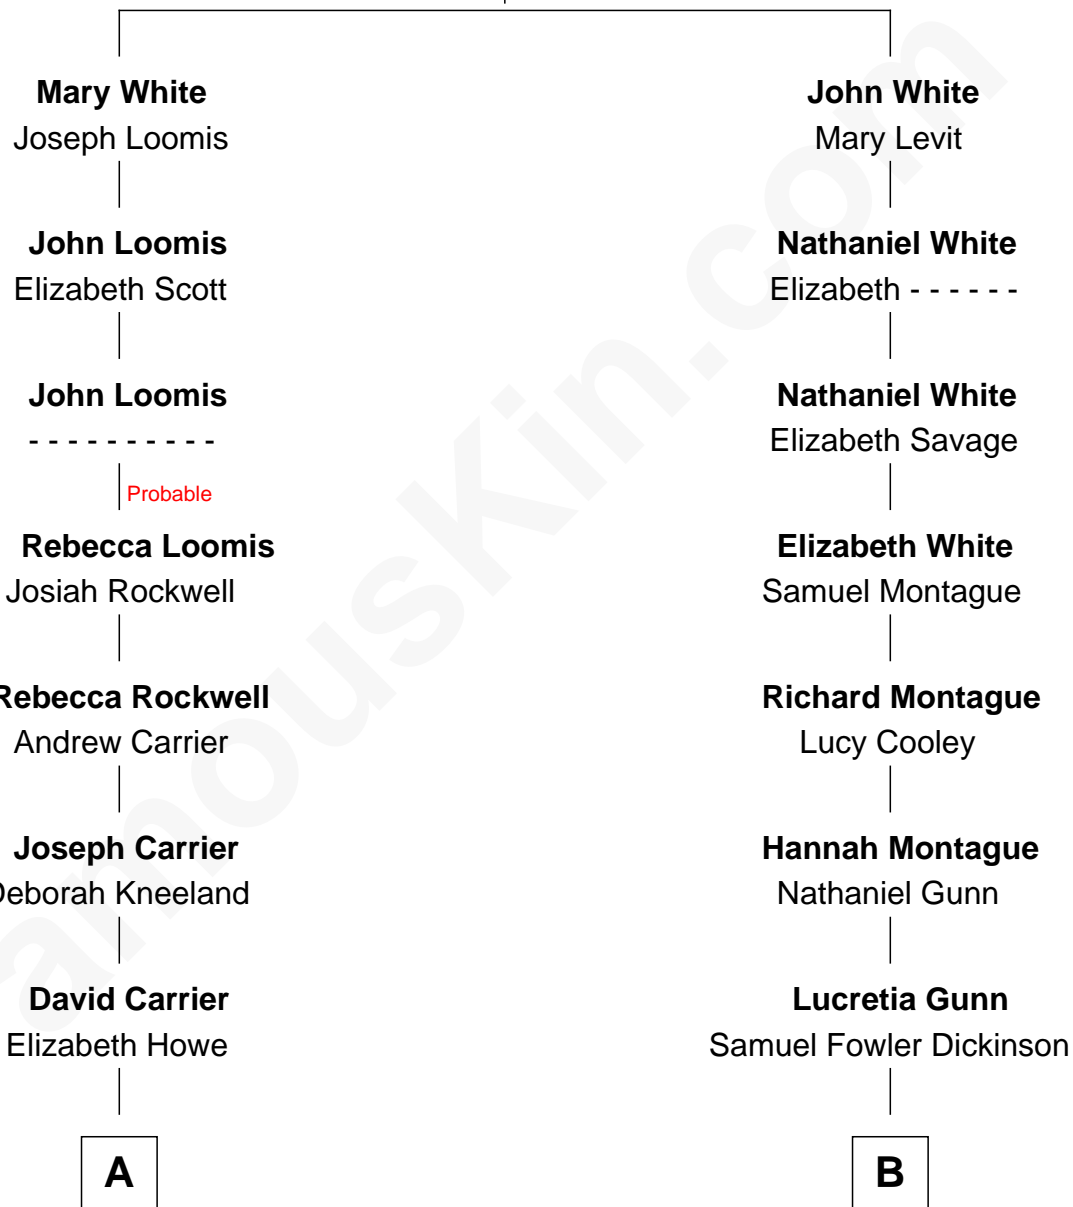 Mary White
Joseph Loomis
John Loomis
Elizabeth Scott
John Loomis
- - - - - - - - - -
Probable
Rebecca Loomis
Josiah Rockwell
Rebecca Rockwell
Andrew Carrier
Joseph Carrier
Deborah Kneeland
David Carrier
Elizabeth Howe
A
John White
Mary Levit
Nathaniel White
Elizabeth - - - - - -
Nathaniel White
Elizabeth Savage
Elizabeth White
Samuel Montague
Richard Montague
Lucy Cooley
Hannah Montague
Nathaniel Gunn
Lucretia Gunn
Samuel Fowler Dickinson
B
amouskin.com